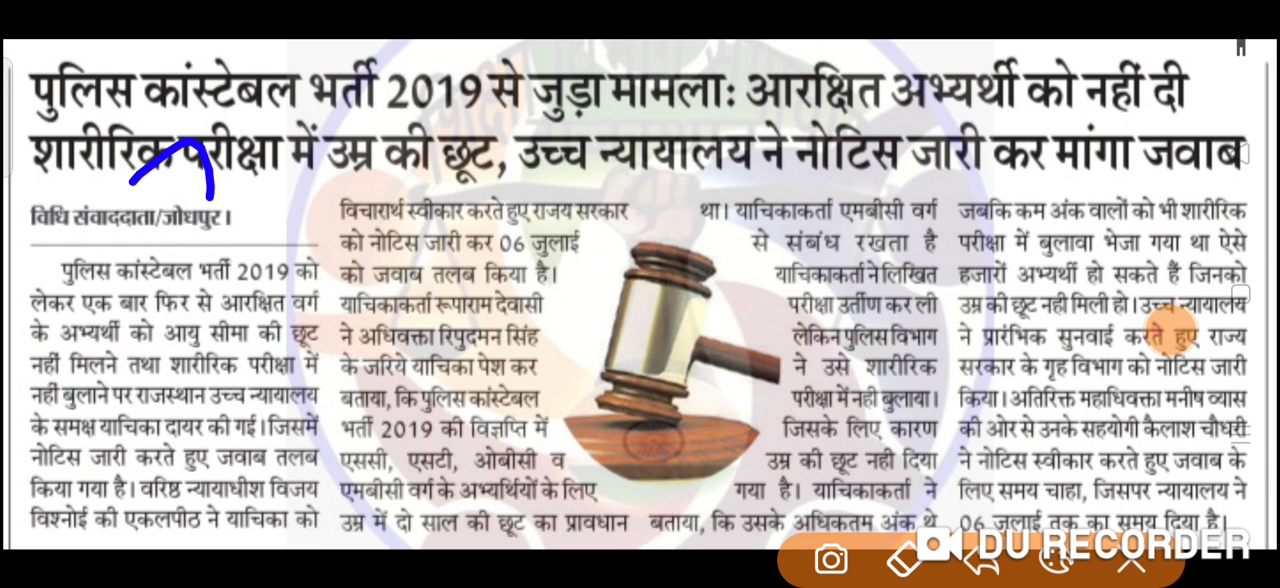 पुलिस कांस्टेबल भर्ती 2019 से जुड़ा मामला: आरक्षित अभ्यर्थी को नहीं दी
शारीरिक परीक्षा में उम्र की छूट, उच्च न्यायालय ने नोटिस जारी कर मांगा जवाब
विधि संवाददाता/जोधपुर।
पुलिस कांस्टेबल भर्ती 2019 को
लेकर एक बार फिर से आरक्षित वर्ग
के अभ्यर्थी को आयु सीमा की छूट
नहीं मिलने तथा शारीरिक परीक्षा में
नहीं बुलाने पर राजस्थान उच्च न्यायालय
के समक्ष याचिका दायर की गई। जिसमें
नोटिस जारी करते हुए जवाब तलब
किया गया है। वरिष्ठ न्यायाधीश विजय
विश्नोई की एकलपीठ ने याचिका को
विचारार्थ स्वीकार करते हुए राजय सरकार
को नोटिस जारी कर 06 जुलाई
को जवाब तलब किया है।
याचिकाकर्ता रूपाराम देवासी
ने अधिवक्ता रिपुदमन सिंह
के जरिये याचिका पेश कर
बताया, कि पुलिस कांस्टेबल
भर्ती 2019 की विज्ञप्ति में
एससी, एसटी, ओबीसी व
एमबीसी वर्ग के अभ्यर्थियों के लिए
उम्र में दो साल की छूट का प्रावधान
था। याचिकाकर्ता एमबीसी वर्ग
से संबंध रखता है
याचिकाकर्ता ने लिखित
परीक्षा उर्तीण कर ली
लेकिन पुलिस विभाग
ने उसे शारीरिक
परीक्षा में नही बुलाया।
जिसके लिए कारण
उम्र की छूट नही दिया
गया है। याचिकाकर्ता ने
बताया, कि उसके अधिकतम अंक थे
जबकि कम अंक वालों को भी शारीरिक
परीक्षा में बुलावा भेजा गया था ऐसे
हजारों अभ्यर्थी हो सकते हैं जिनको
उम्र की छूट नही मिली हो। उच्च न्यायालय
ने प्रारंभिक सुनवाई करते हुए राज्य
सरकार के गृह विभाग को नोटिस जारी
किया। अतिरिक्त महाधिवक्ता मनीष व्यास
की ओर से उनके सहयोगी कैलाश चौधरी
ने नोटिस स्वीकार करते हुए जवाब के
लिए समय चाहा, जिसपर न्यायालय ने
06 जुलाई तक का समय दिया है।
DU RECORDER